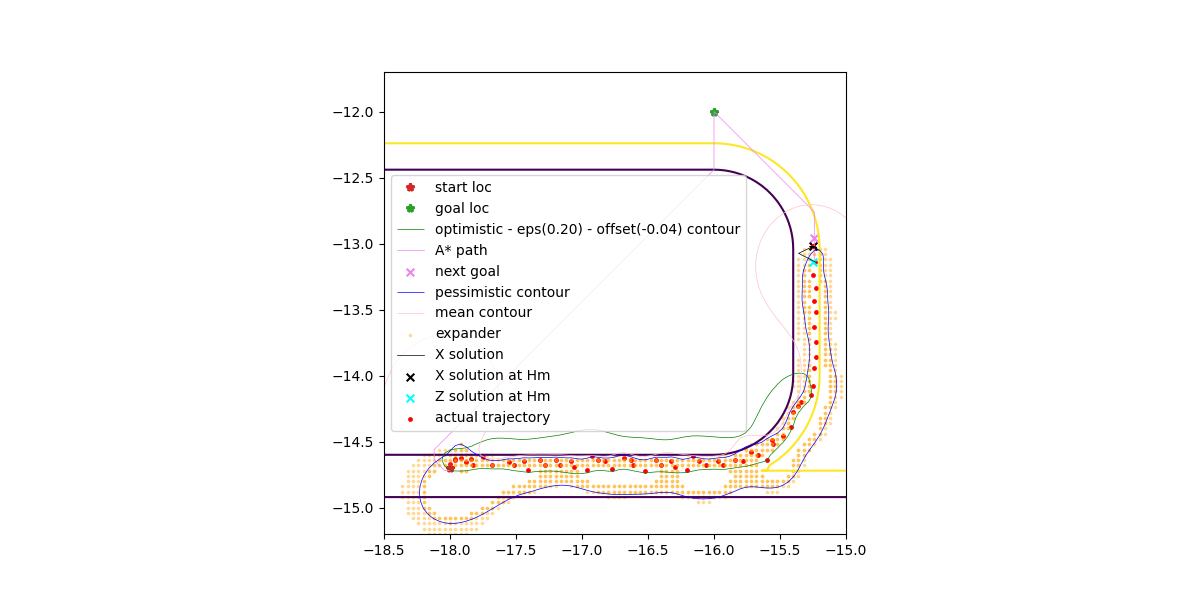 −12.0
−12.5
−13.0
−13.5
−14.0
−14.5
−15.0
start loc
goal loc
optimistic - eps(0.20) - offset(-0.04) contour
A* path
next goal
pessimistic contour
mean contour
expander
X solution
X solution at Hm
Z solution at Hm
actual trajectory
−18.5 −18.0 −17.5 −17.0 −16.5 −16.0 −15.5 −15.0